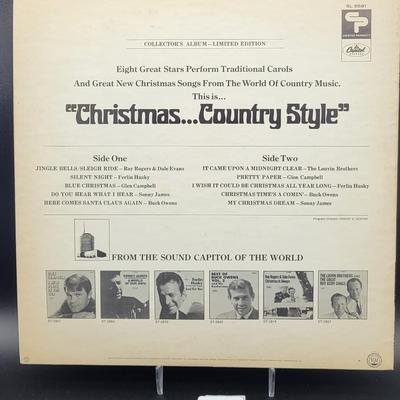 SL 6581
CP
Capitol
COLLECTOR'S ALBUM—LIMITED EDITION
Eight Great Stars Perform Traditional Carols
And Great New Christmas Songs From The World Of Country Music.
This is...
"Christmas...Country Style"
Side One
JINGLE BELLS/SLEIGH RIDE—Roy Rogers & Dale Evans
SILENT NIGHT—Ferlin Husky
BLUE CHRISTMAS—Glen Campbell
DO YOU HEAR WHAT I HEAR—Sonny James
HERE COMES SANTA CLAUS AGAIN—Buck Owens
Side Two
IT CAME UPON A MIDNIGHT CLEAR—The Louvin Brothers
PRETTY PAPER—Glen Campbell
I WISH IT COULD BE CHRISTMAS ALL YEAR LONG—Ferlin Husky
CHRISTMAS TIME'S A COMIN'—Buck Owens
MY CHRISTMAS DREAM—Sonny James
FROM THE SOUND CAPITOL OF THE WORLD